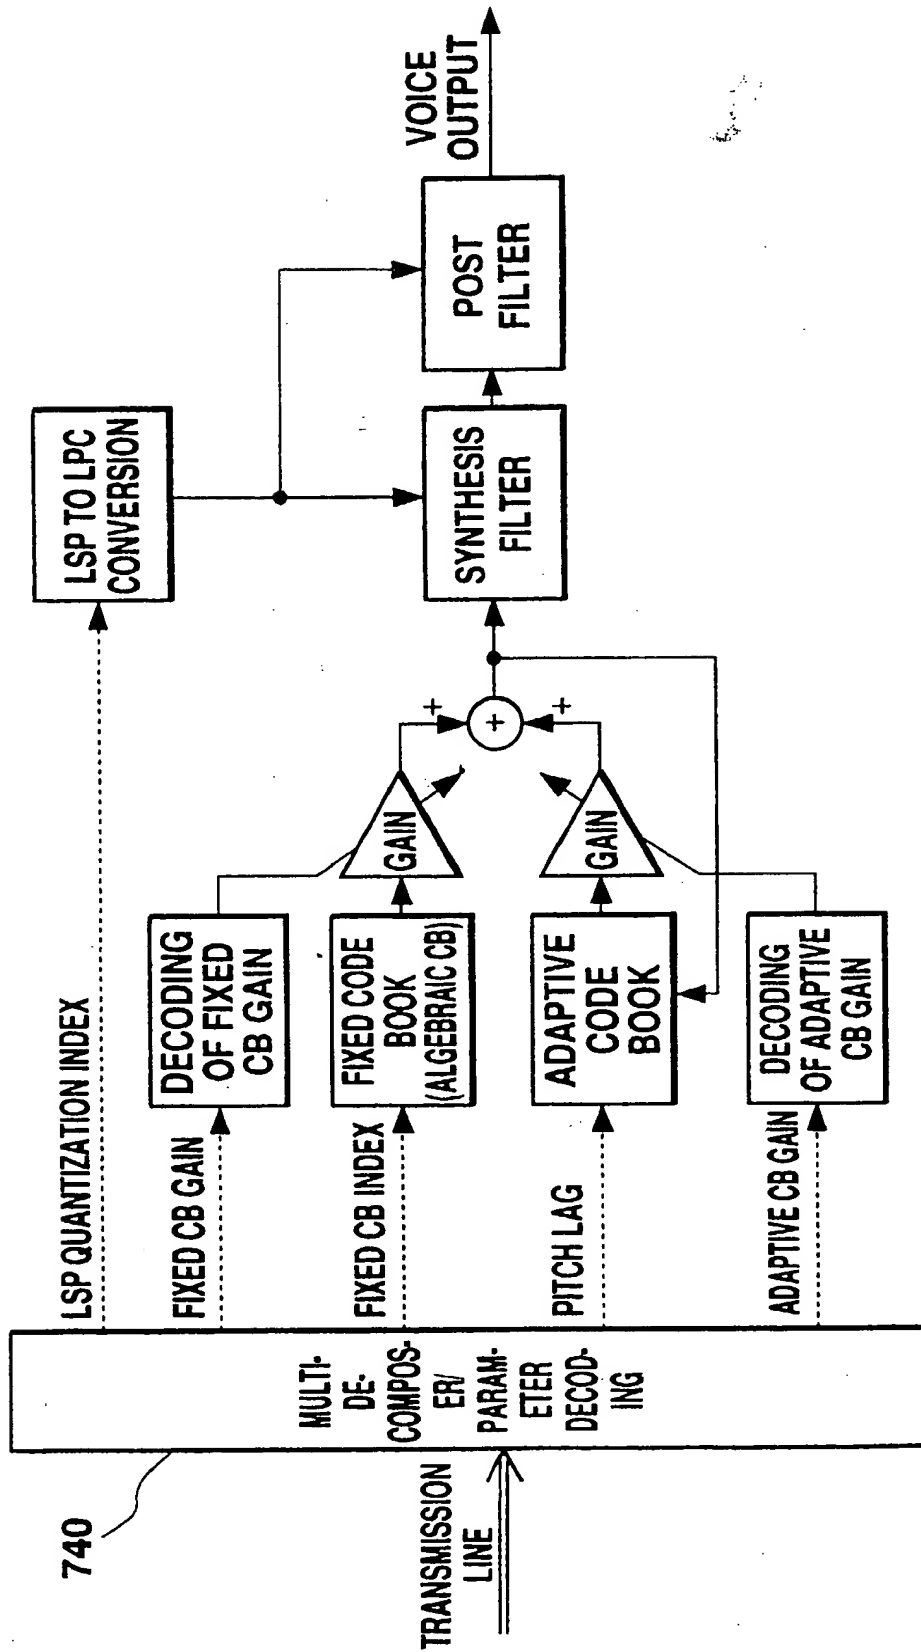 740
TRANSMISSION
LINE
MULTI-
DE-
COMPOS-
ER/
PARAM-
ETER
DECOD-
ING
LSP QUANTIZATION INDEX
FIXED CB GAIN
FIXED CB INDEX
PITCH LAG
ADAPTIVE CB GAIN
DECODING
OF FIXED
CB GAIN
FIXED CODE
BOOK
(ALGEBRAIC CB)
ADAPTIVE
CODE
BOOK
DECODING
OF ADAPTIVE
CB GAIN
GAIN
GAIN
+
+
+
LSP TO LPC
CONVERSION
SYNTHESIS
FILTER
POST
FILTER
VOICE
OUTPUT